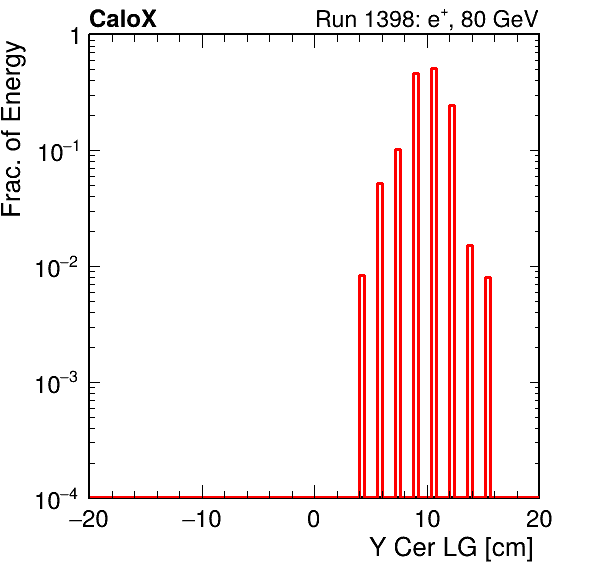 CaloX Run 1398: e⁺, 80 GeV
Frac. of Energy
1
10⁻¹
10⁻²
10⁻³
10⁻⁴
−20 −10 0 10 20
Y Cer LG [cm]